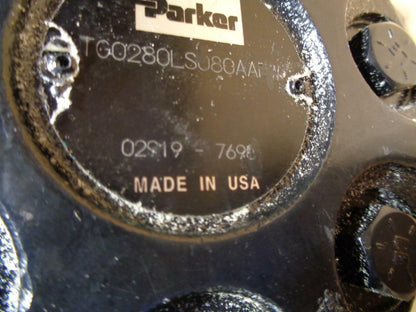 Parker
TG0280LS080AA
02919 - 769
MADE IN USA